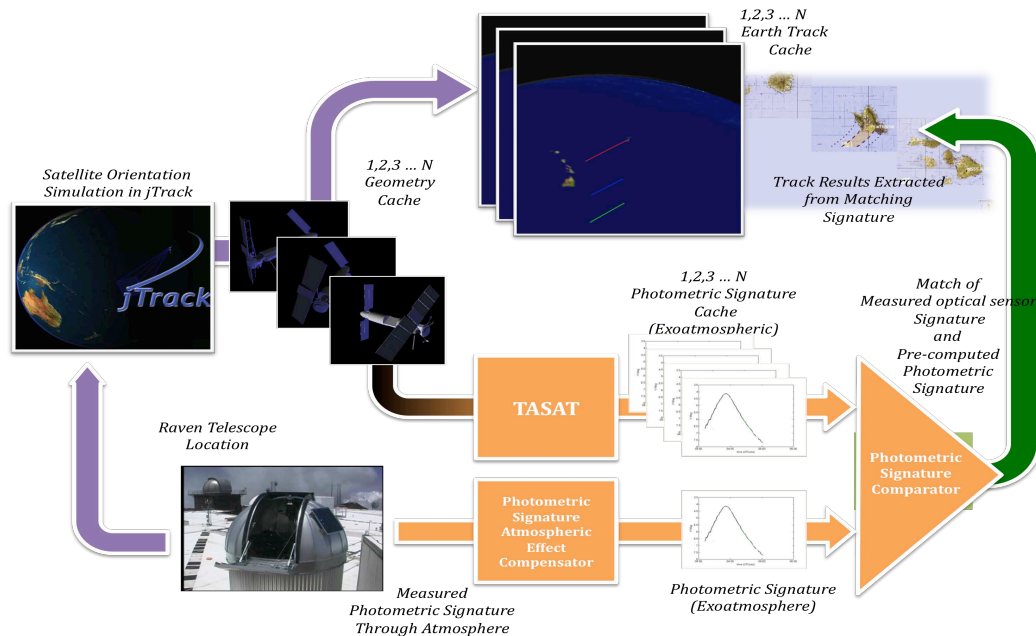 1,2,3 ... N
Earth Track
Cache
1,2,3 ... N
Geometry
Cache
Satellite Orientation
Simulation in jTrack
jTrack
Track Results Extracted
from Matching
Signature
1,2,3 ... N
Photometric Signature
Cache
(Exoatmospheric)
Match of
Measured optical sensor
Signature
and
Pre-computed
Photometric
Signature
TASAT
Raven Telescope
Location
Photometric
Signature
Comparator
Photometric
Signature
Atmospheric
Effect
Compensator
Measured
Photometric Signature
Through Atmosphere
Photometric Signature
(Exoatmosphere)